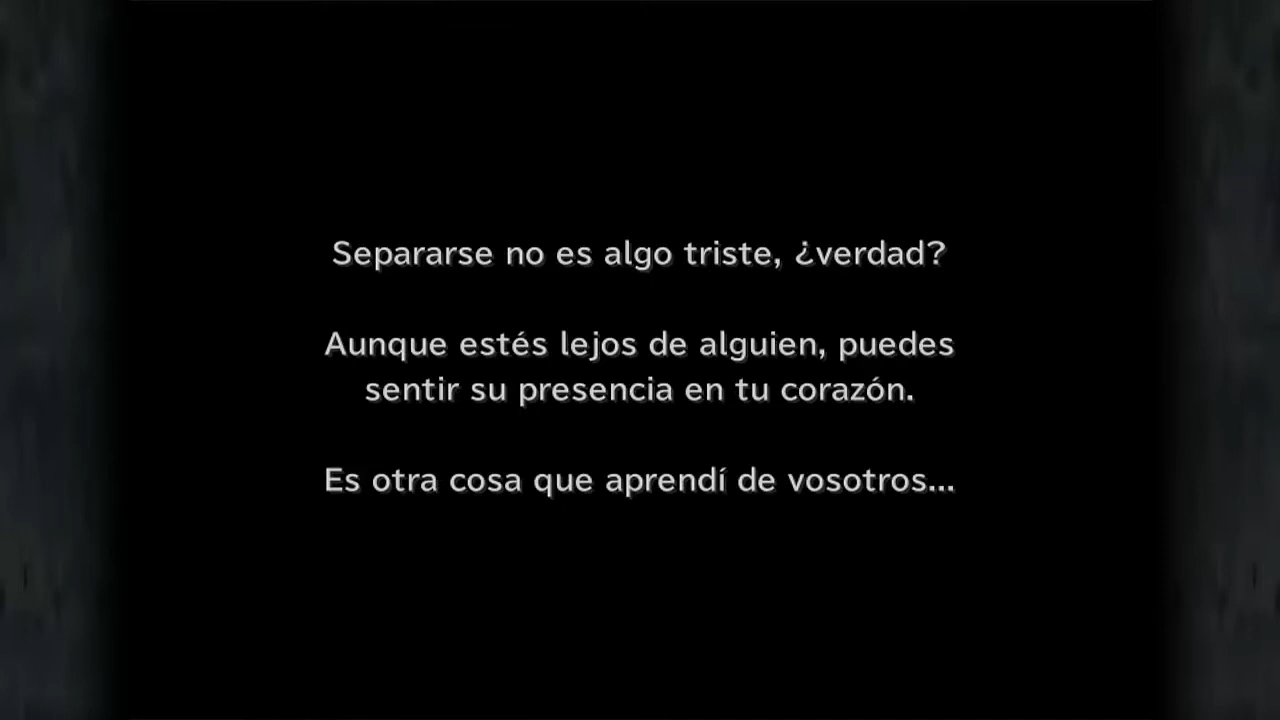 Separarse no es algo triste, ¿verdad?
Aunque estés lejos de alguien, puedes
sentir su presencia en tu corazón.
Es otra cosa que aprendí de vosotros...